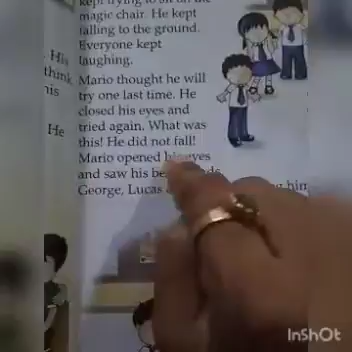 kept trying to sit on the
magic chair. He kept
falling to the ground.
Everyone kept
laughing.
Mario thought he will
try one last time. He
closed his eyes and
tried again. What was
this! He did not fall!
Mario opened his eyes
and saw his be
George, Lucas
him
His
think
his
He
InShOt